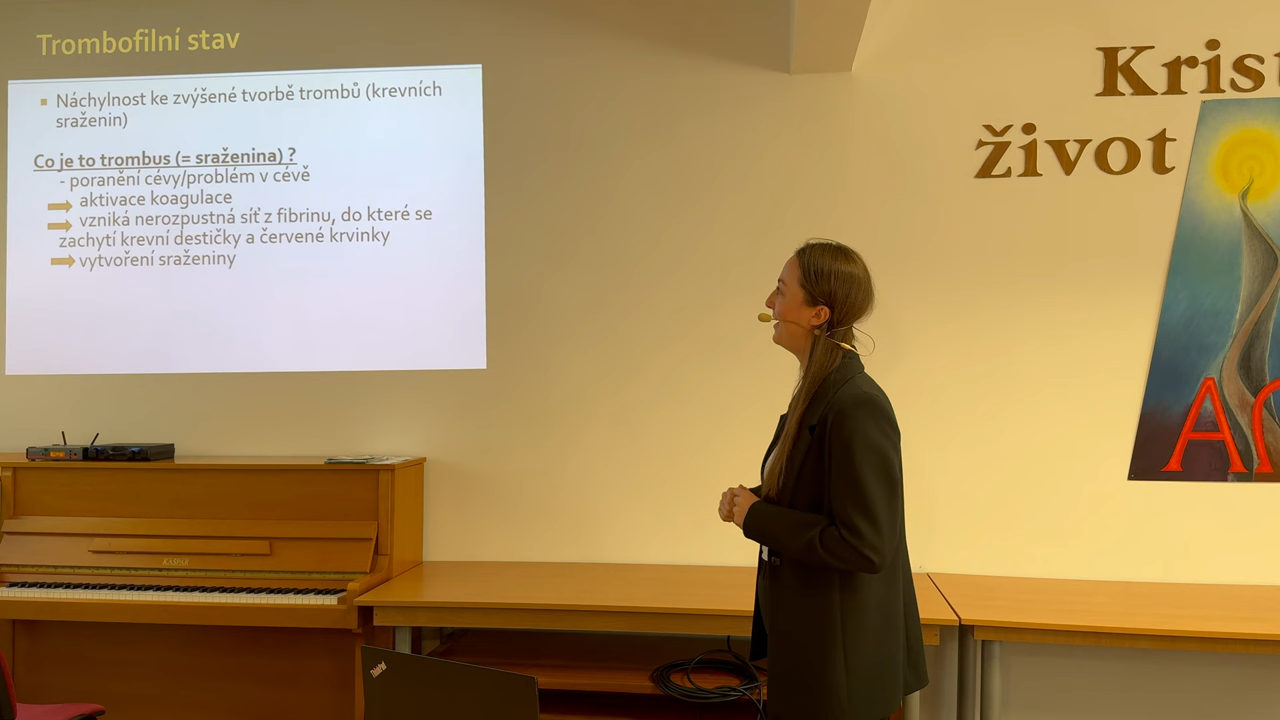 Trombofilní stav
Náchylnost ke zvýšené tvorbě trombů (krevních
sraženin)
Co je to trombus (= sraženina) ?
- poranění cévy/problém v cévě
aktivace koagulace
vzniká nerozpustná síť z fibrinu, do které se
zachytí krevní destičky a červené krvinky
vytvoření sraženiny
Krist
život
ΑΩ
KASPAR
ThinkPad